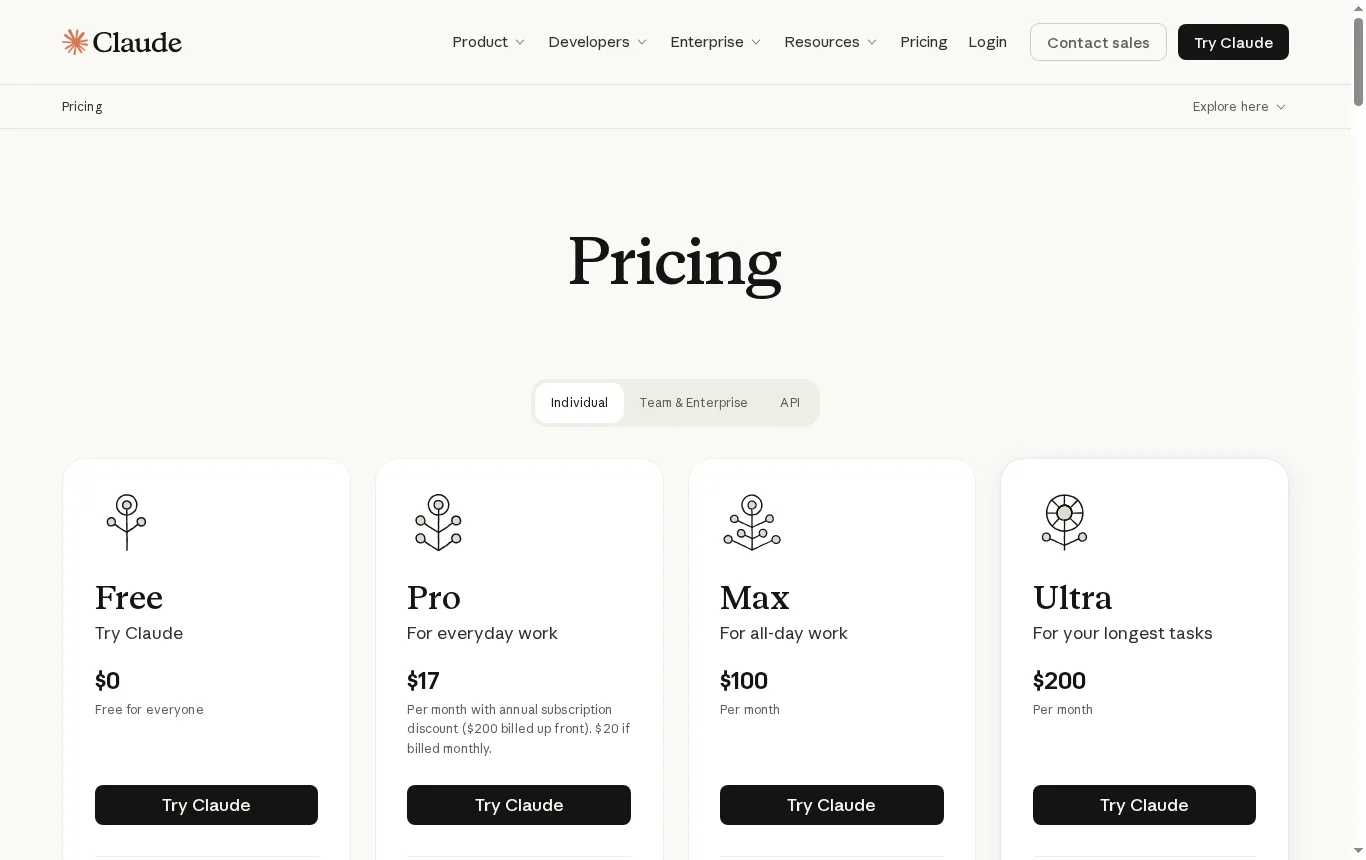 Claude
Product
Developers
Enterprise
Resources
Pricing
Login
Contact sales
Try Claude
Pricing
Explore here
Pricing
Individual
Team & Enterprise
API
Free
Try Claude
$0
Free for everyone
Try Claude
Pro
For everyday work
$17
Per month with annual subscription
discount ($200 billed up front). $20 if
billed monthly.
Try Claude
Max
For all-day work
$100
Per month
Try Claude
Ultra
For your longest tasks
$200
Per month
Try Claude